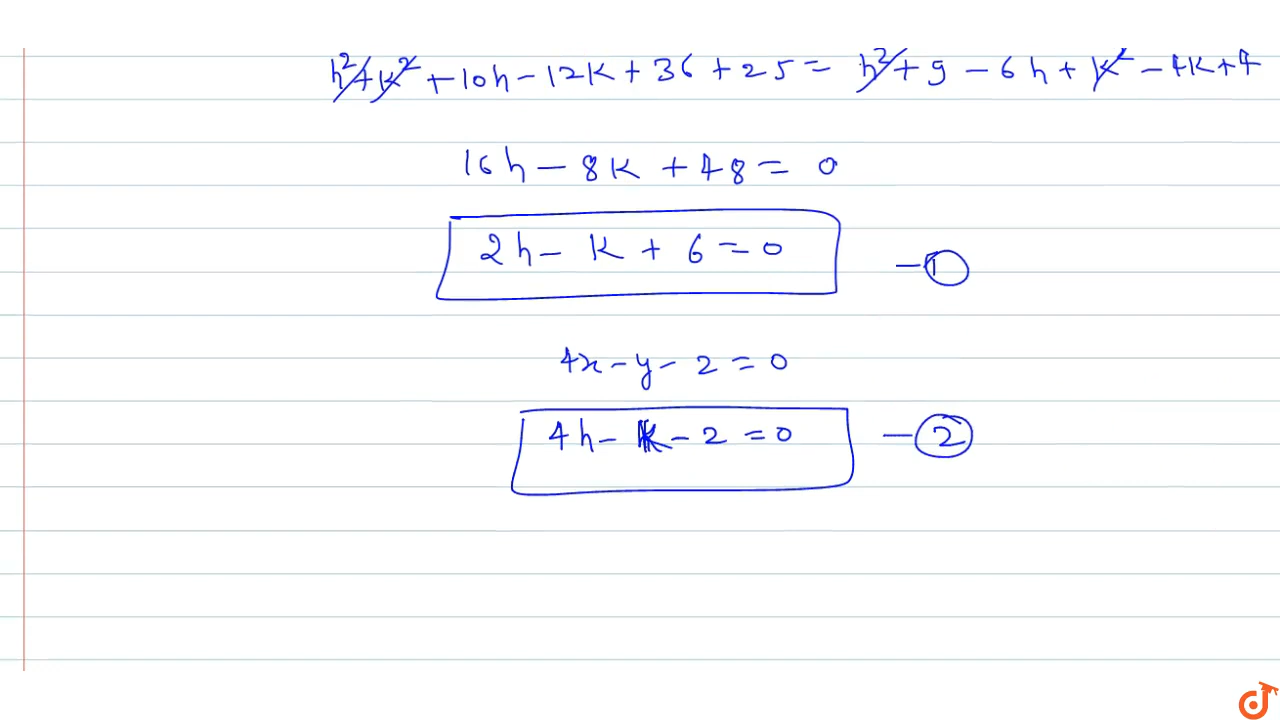 h² + k² + 10h - 12k + 36 + 25 = h² + 9 - 6h + k² - 4k + 4
16h - 8k + 48 = 0
2h - k + 6 = 0 - ①
4x - y - 2 = 0
4h - k - 2 = 0 - ②